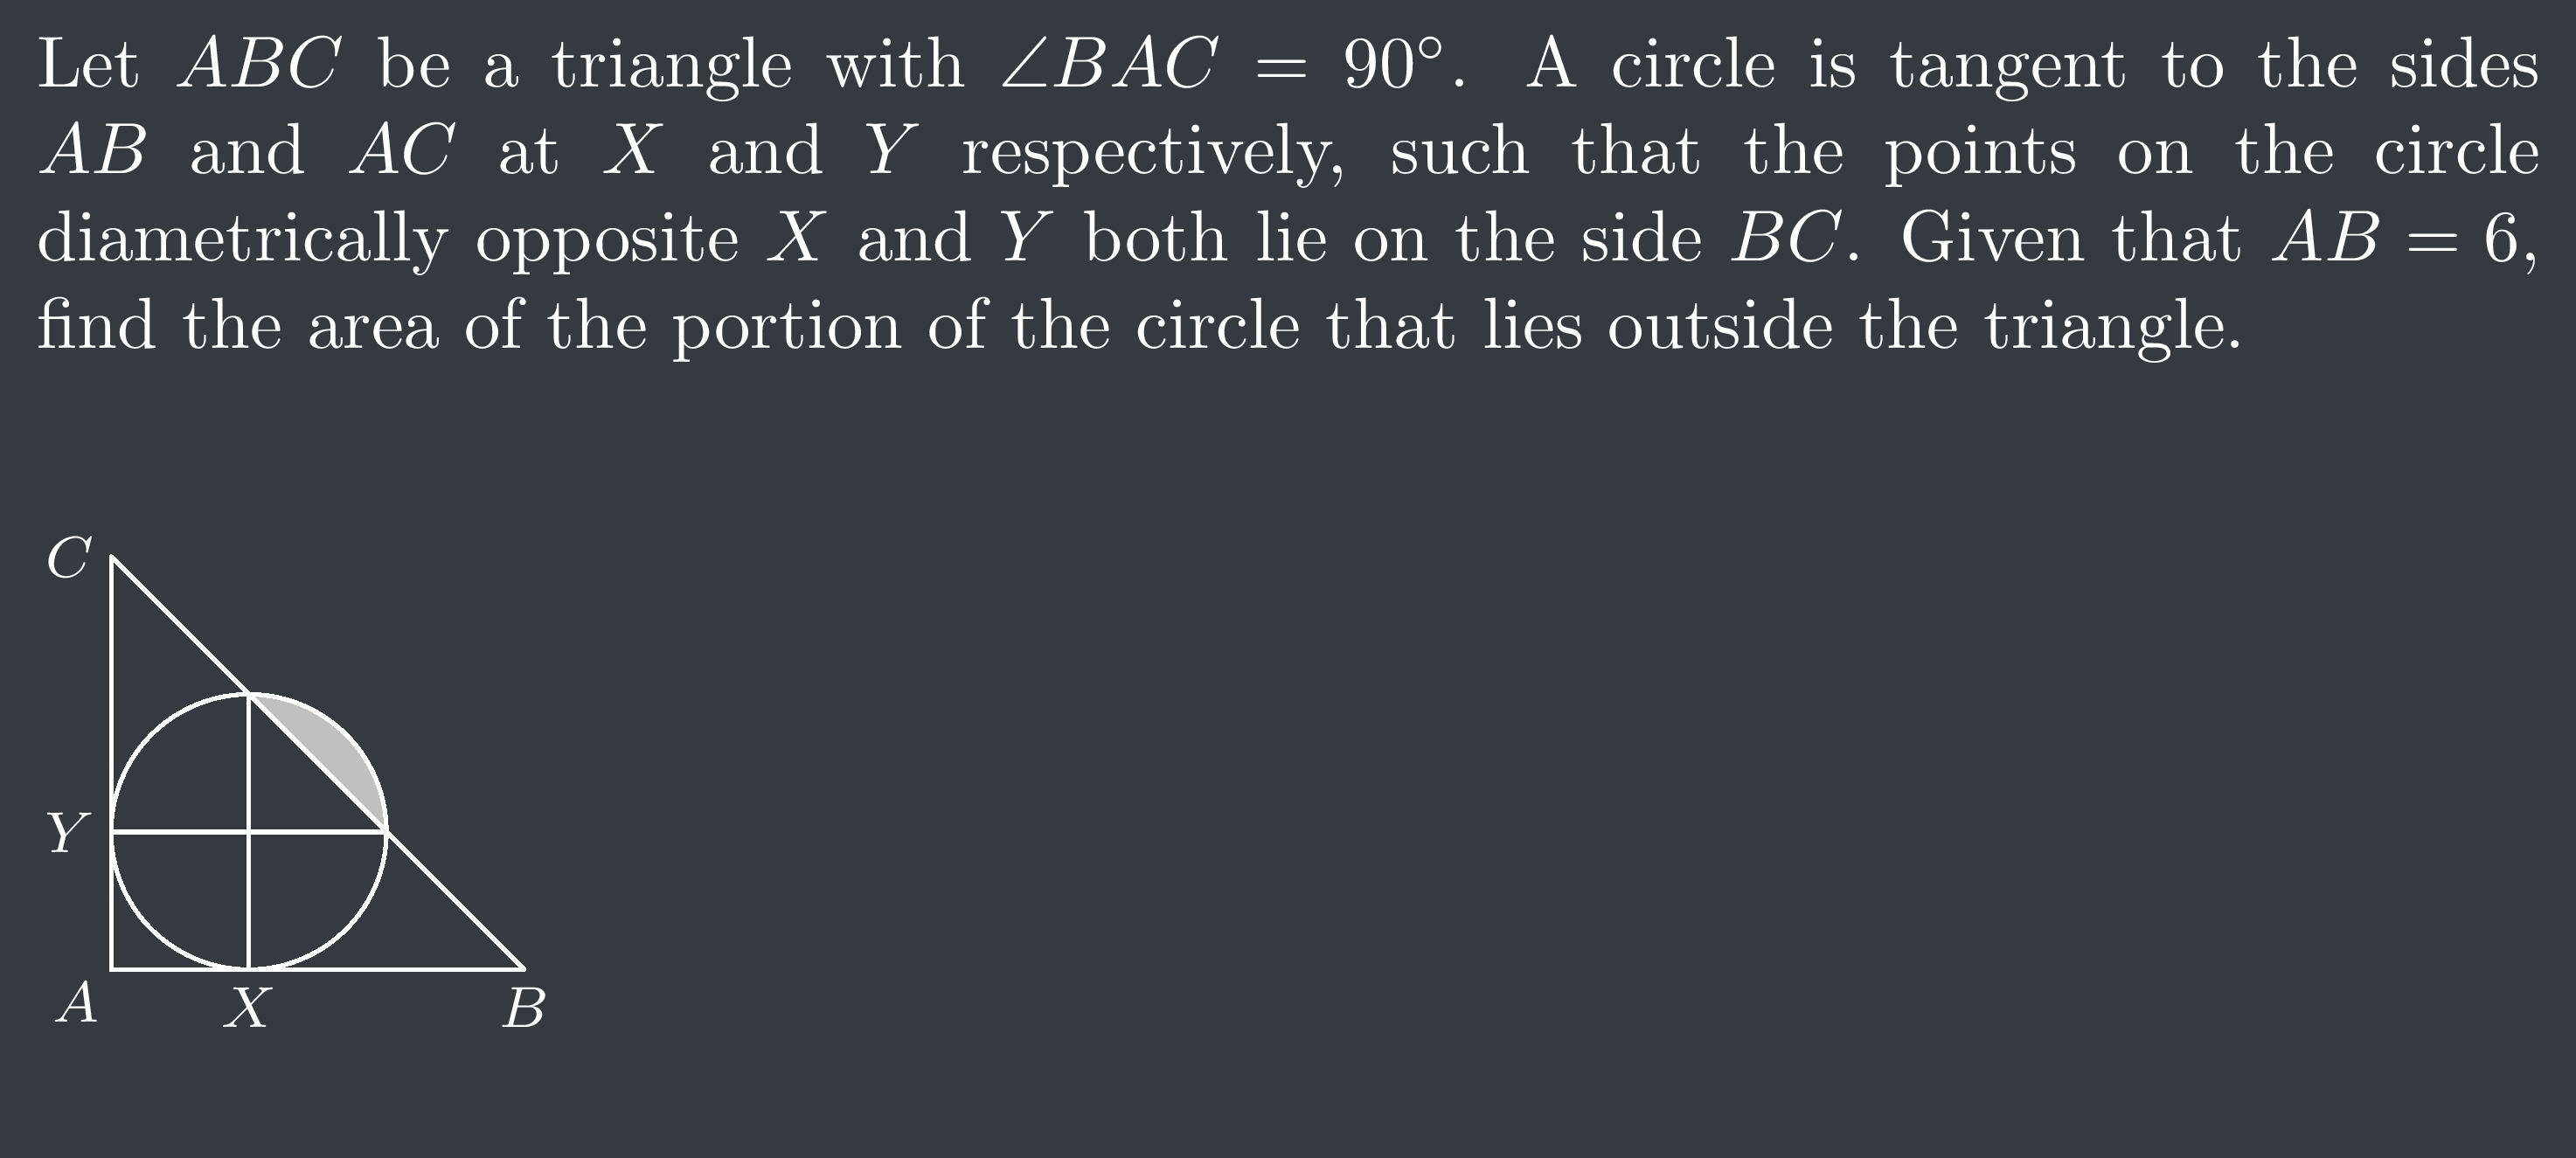 Let ABC be a triangle with ∠BAC = 90°. A circle is tangent to the sides
AB and AC at X and Y respectively, such that the points on the circle
diametrically opposite X and Y both lie on the side BC. Given that AB = 6,
find the area of the portion of the circle that lies outside the triangle.
C
Y
A X B